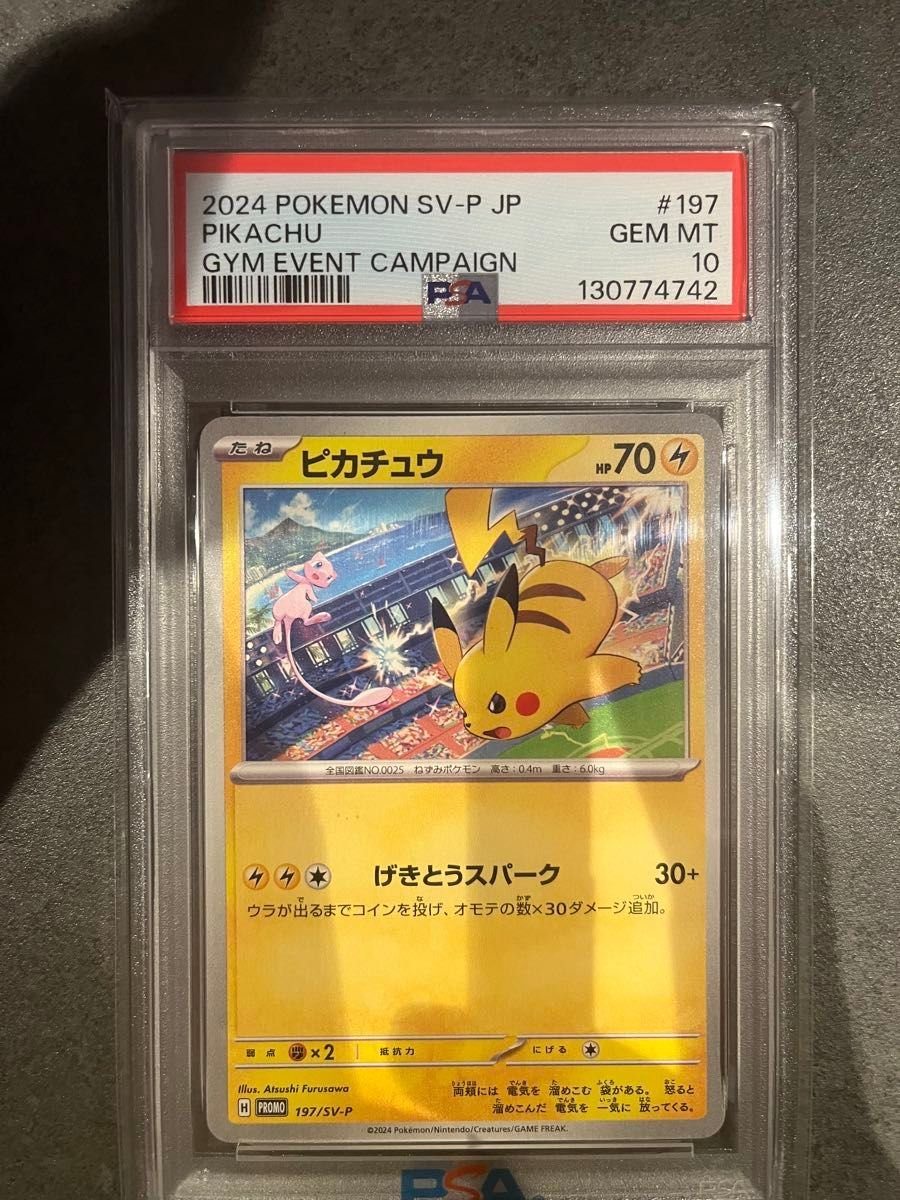 2024 POKEMON SV-P JP #197
PIKACHU GEM MT
GYM EVENT CAMPAIGN 10
PSA 130774742
たね ピカチュウ HP70
全国図鑑NO.0025 ねずみポケモン 高さ:0.4m 重さ:6.0kg
げきとうスパーク 30+
ウラが出るまでコインを投げ、オモテの数×30ダメージ追加。
弱点 ×2 抵抗力 にげる
Illus. Atsushi Furusawa
両頬には 電気を 溜めこむ 袋がある。 怒ると
溜めこんだ 電気を 一気に 放ってくる。
H PROMO 197/SV-P
©2024 Pokémon/Nintendo/Creatures/GAME FREAK.
PSA